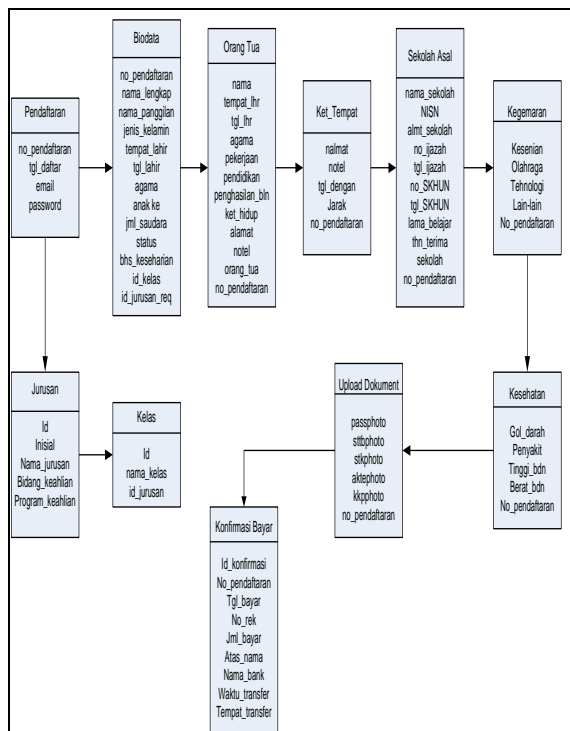 Pendaftaran
no_pendaftaran
tgl_daftar
email
password
Biodata
no_pendaftaran
nama_lengkap
nama_panggilan
jenis_kelamin
tempat_lahir
tgl_lahir
agama
anak ke
jml_saudara
status
bhs_keseharian
id_kelas
id_jurusan_req
Orang Tua
nama
tempat_lhr
tgl_lhr
agama
pekerjaan
pendidikan
penghasilan_bln
ket_hidup
alamat
notel
orang_tua
no_pendaftaran
Ket_Tempat
nalmat
notel
tgl_dengan
Jarak
no_pendaftaran
Sekolah Asal
nama_sekolah
NISN
almt_sekolah
no_ijazah
tgl_ijazah
no_SKHUN
tgl_SKHUN
lama_belajar
thn_terima
sekolah
no_pendaftaran
Kegemaran
Kesenian
Olahraga
Tehnologi
Lain-lain
No_pendaftaran
Jurusan
Id
Inisial
Nama_jurusan
Bidang_keahlian
Program_keahlian
Kelas
Id
nama_kelas
id_jurusan
Upload Dokument
passphoto
sttbphoto
stkphoto
aktephoto
kkpphoto
no_pendaftaran
Kesehatan
Gol_darah
Penyakit
Tinggi_bdn
Berat_bdn
No_pendaftaran
Konfirmasi Bayar
Id_konfirmasi
No_pendaftaran
Tgl_bayar
No_rek
Jml_bayar
Atas_nama
Nama_bank
Waktu_transfer
Tempat_transfer